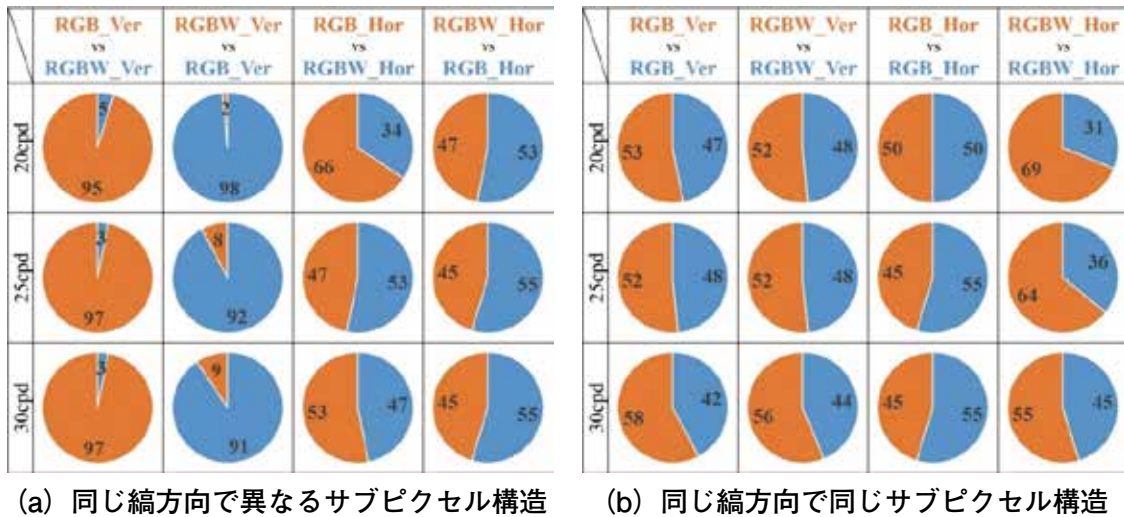 RGB_Ver vs RGBW_Ver RGBW_Ver vs RGB_Ver RGB_Hor vs RGBW_Hor RGBW_Hor vs RGB_Hor
20cpd 5 95 2 98 34 66 47 53
25cpd 3 97 8 92 47 53 45 55
30cpd 3 97 9 91 53 47 45 55
(a) 同じ縞方向で異なるサブピクセル構造
RGB_Ver vs RGB_Ver RGBW_Ver vs RGBW_Ver RGB_Hor vs RGB_Hor RGBW_Hor vs RGBW_Hor
20cpd 53 47 52 48 50 50 31 69
25cpd 52 48 52 48 45 55 36 64
30cpd 58 42 56 44 45 55 55 45
(b) 同じ縞方向で同じサブピクセル構造